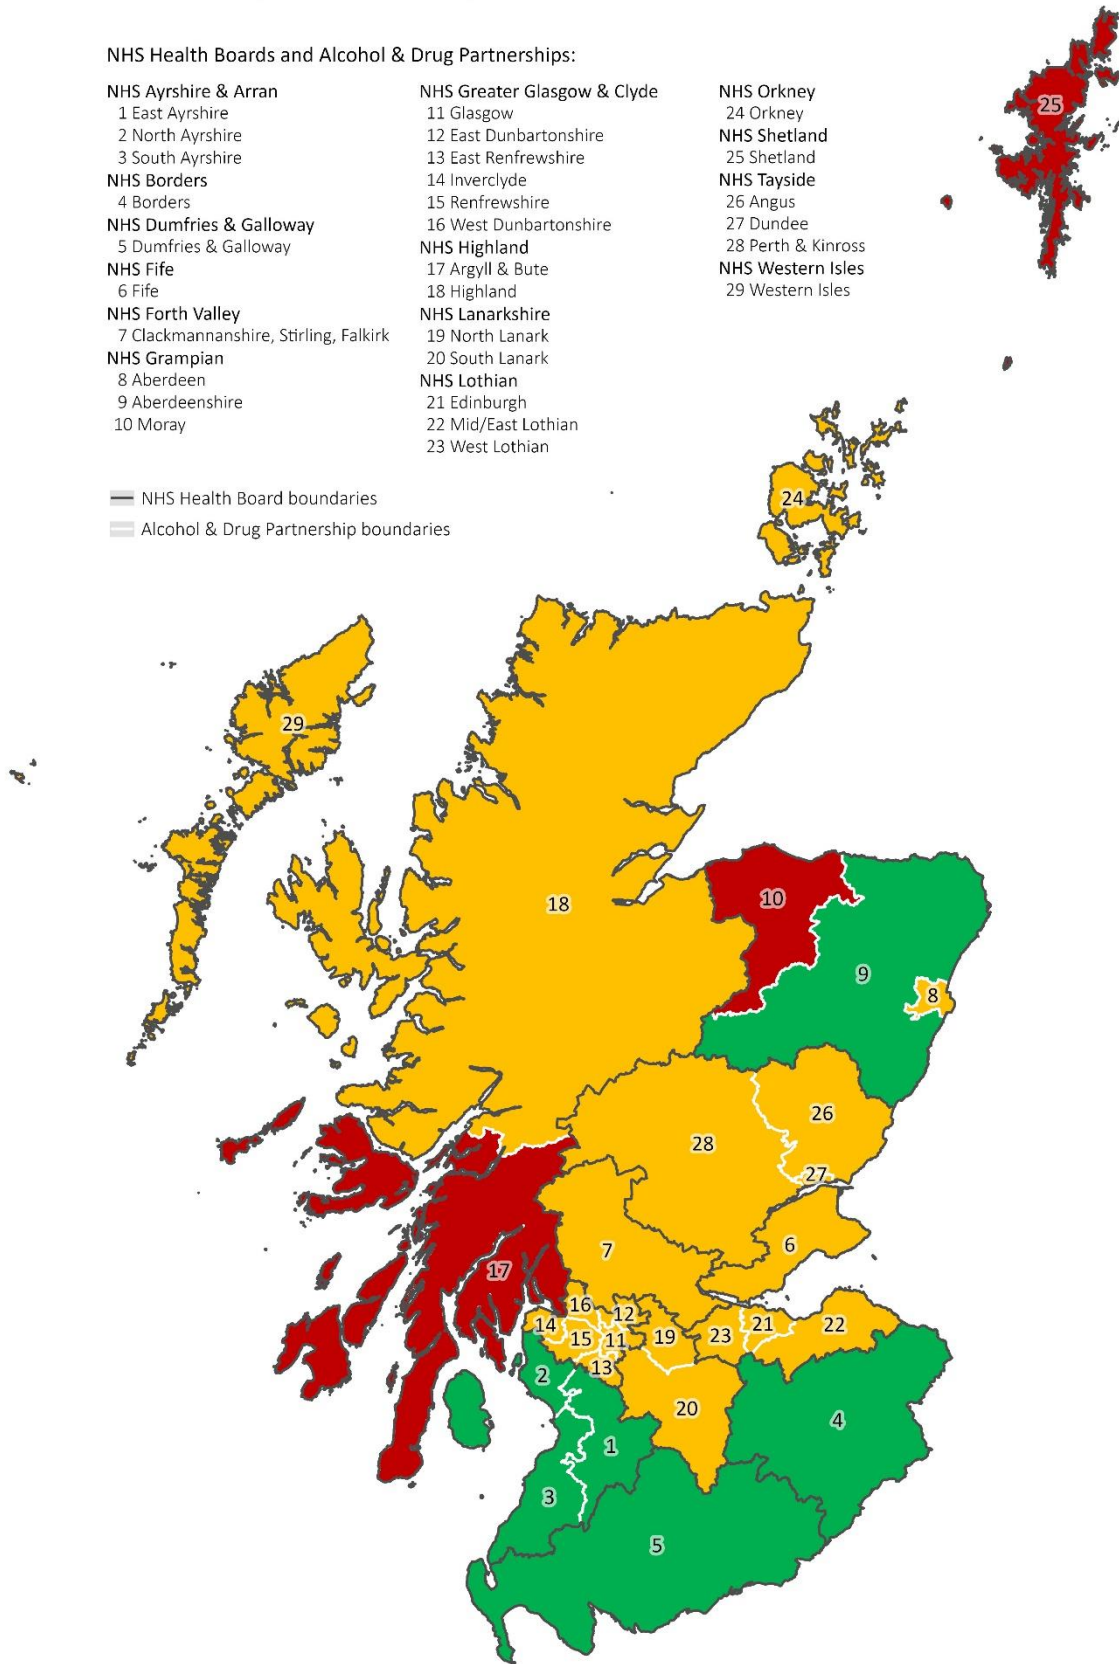 NHS Health Boards and Alcohol & Drug Partnerships:
NHS Ayrshire & Arran
1 East Ayrshire
2 North Ayrshire
3 South Ayrshire
NHS Borders
4 Borders
NHS Dumfries & Galloway
5 Dumfries & Galloway
NHS Fife
6 Fife
NHS Forth Valley
7 Clackmannanshire, Stirling, Falkirk
NHS Grampian
8 Aberdeen
9 Aberdeenshire
10 Moray
NHS Greater Glasgow & Clyde
11 Glasgow
12 East Dunbartonshire
13 East Renfrewshire
14 Inverclyde
15 Renfrewshire
16 West Dunbartonshire
NHS Highland
17 Argyll & Bute
18 Highland
NHS Lanarkshire
19 North Lanark
20 South Lanark
NHS Lothian
21 Edinburgh
22 Mid/East Lothian
23 West Lothian
NHS Orkney
24 Orkney
NHS Shetland
25 Shetland
NHS Tayside
26 Angus
27 Dundee
28 Perth & Kinross
NHS Western Isles
29 Western Isles
NHS Health Board boundaries
Alcohol & Drug Partnership boundaries
25
24
29
18
10
9
8
26
28
27
6
7
17
16
12
14
15
11
19
23
21
22
13
2
20
4
1
3
5